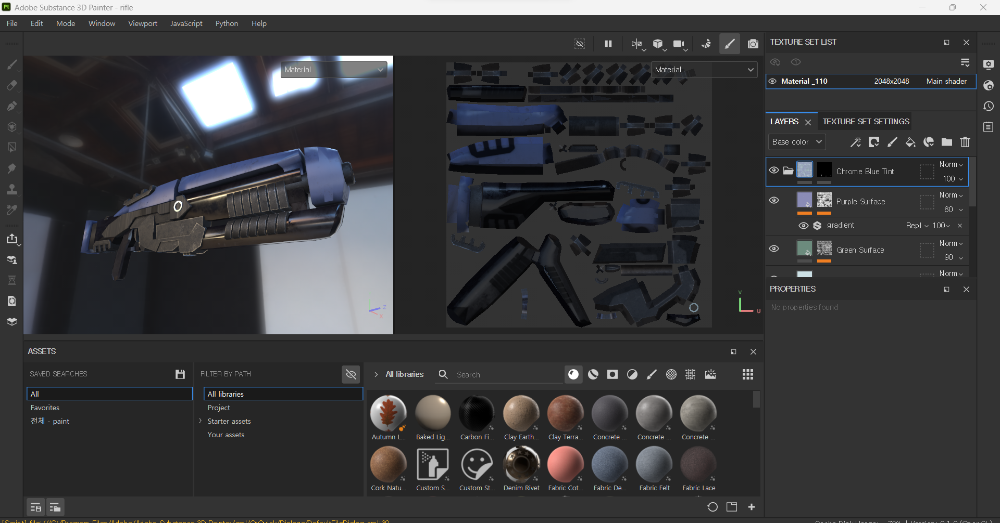 Pt Adobe Substance 3D Painter - rifle
File Edit Mode Window Viewport JavaScript Python Help
Material
Material
Z
X
V
U
TEXTURE SET LIST
Material _110 2048x2048 Main shader
LAYERS TEXTURE SET SETTINGS
Base color
Chrome Blue Tint Norm 100
Purple Surface Norm 80
gradient Repl 100
Green Surface Norm 90
Norm
PROPERTIES
No properties found
ASSETS
SAVED SEARCHES
All
Favorites
전체 - paint
FILTER BY PATH
All libraries
Project
Starter assets
Your assets
All libraries Search
Autumn L... Baked Lig... Carbon Fi... Clay Earth... Clay Terra... Concrete ... Concrete ... Concrete ...
Cork Natu... Custom S... Custom St... Denim Rivet Fabric Cot... Fabric De... Fabric Felt Fabric Lace